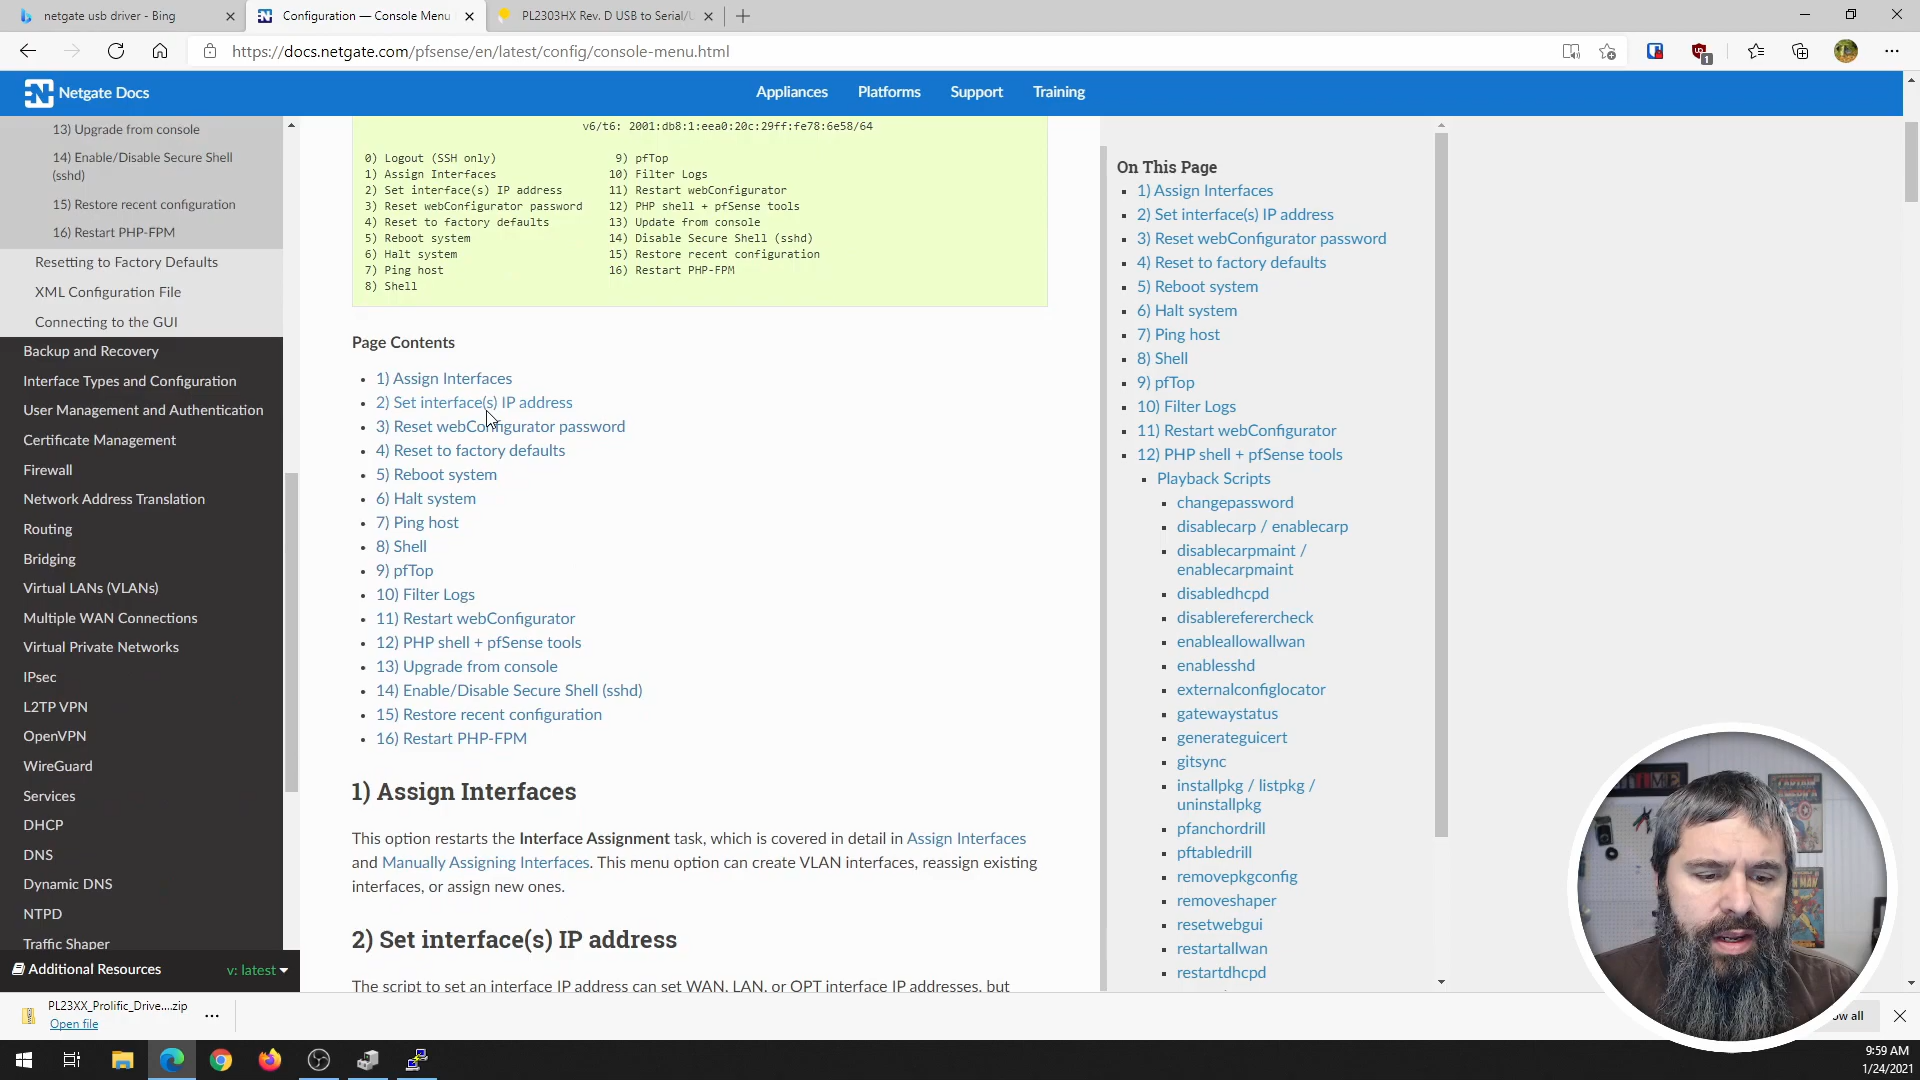 netgate usb driver - Bing
Configuration — Console Menu
PL2303HX Rev. D USB to Serial/
https://docs.netgate.com/pfsense/en/latest/config/console-menu.html
1
Netgate Docs
Appliances
Platforms
Support
Training
13) Upgrade from console
14) Enable/Disable Secure Shell
(sshd)
15) Restore recent configuration
16) Restart PHP-FPM
Resetting to Factory Defaults
XML Configuration File
Connecting to the GUI
Backup and Recovery
Interface Types and Configuration
User Management and Authentication
Certificate Management
Firewall
Network Address Translation
Routing
Bridging
Virtual LANs (VLANs)
Multiple WAN Connections
Virtual Private Networks
IPsec
L2TP VPN
OpenVPN
WireGuard
Services
DHCP
DNS
Dynamic DNS
NTPD
Traffic Shaper
Additional Resources
v: latest
v6/t6: 2001:db8:1:eea0:20c:29ff:fe78:6e58/64
0) Logout (SSH only) 9) pfTop
1) Assign Interfaces 10) Filter Logs
2) Set interface(s) IP address 11) Restart webConfigurator
3) Reset webConfigurator password 12) PHP shell + pfSense tools
4) Reset to factory defaults 13) Update from console
5) Reboot system 14) Disable Secure Shell (sshd)
6) Halt system 15) Restore recent configuration
7) Ping host 16) Restart PHP-FPM
8) Shell
Page Contents
1) Assign Interfaces
2) Set interface(s) IP address
3) Reset webConfigurator password
4) Reset to factory defaults
5) Reboot system
6) Halt system
7) Ping host
8) Shell
9) pfTop
10) Filter Logs
11) Restart webConfigurator
12) PHP shell + pfSense tools
13) Upgrade from console
14) Enable/Disable Secure Shell (sshd)
15) Restore recent configuration
16) Restart PHP-FPM
1) Assign Interfaces
This option restarts the Interface Assignment task, which is covered in detail in Assign Interfaces
and Manually Assigning Interfaces. This menu option can create VLAN interfaces, reassign existing
interfaces, or assign new ones.
2) Set interface(s) IP address
The script to set an interface IP address can set WAN, LAN, or OPT interface IP addresses, but
On This Page
1) Assign Interfaces
2) Set interface(s) IP address
3) Reset webConfigurator password
4) Reset to factory defaults
5) Reboot system
6) Halt system
7) Ping host
8) Shell
9) pfTop
10) Filter Logs
11) Restart webConfigurator
12) PHP shell + pfSense tools
Playback Scripts
changepassword
disablecarp / enablecarp
disablecarpmaint /
enablecarpmaint
disabledhcpd
disablereferercheck
enableallowallwan
enablesshd
externalconfiglocator
gatewaystatus
generateguicert
gitsync
installpkg / listpkg /
uninstallpkg
pfanchordrill
pftabledrill
removepkgconfig
removeshaper
resetwebgui
restartallwan
restartdhcpd
PL23XX_Prolific_Drive....zip
Open file
all
9:59 AM
1/24/2021